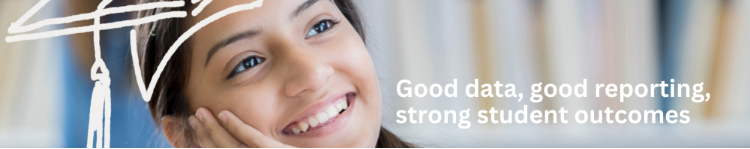 Good data, good reporting,
strong student outcomes